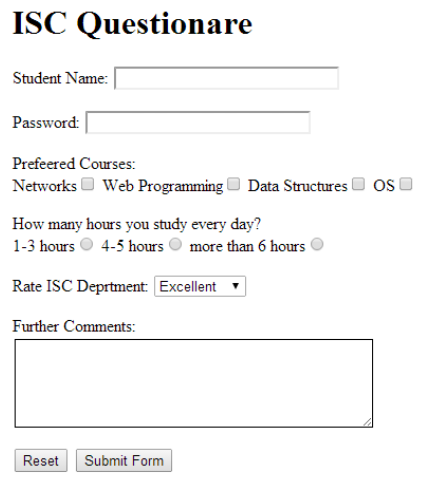 ISC Questionare
Student Name:
Password:
Prefeered Courses:
Networks Web Programming Data Structures OS
How many hours you study every day?
1-3 hours 4-5 hours more than 6 hours
Rate ISC Deprtment: Excellent
Further Comments:
Reset Submit Form